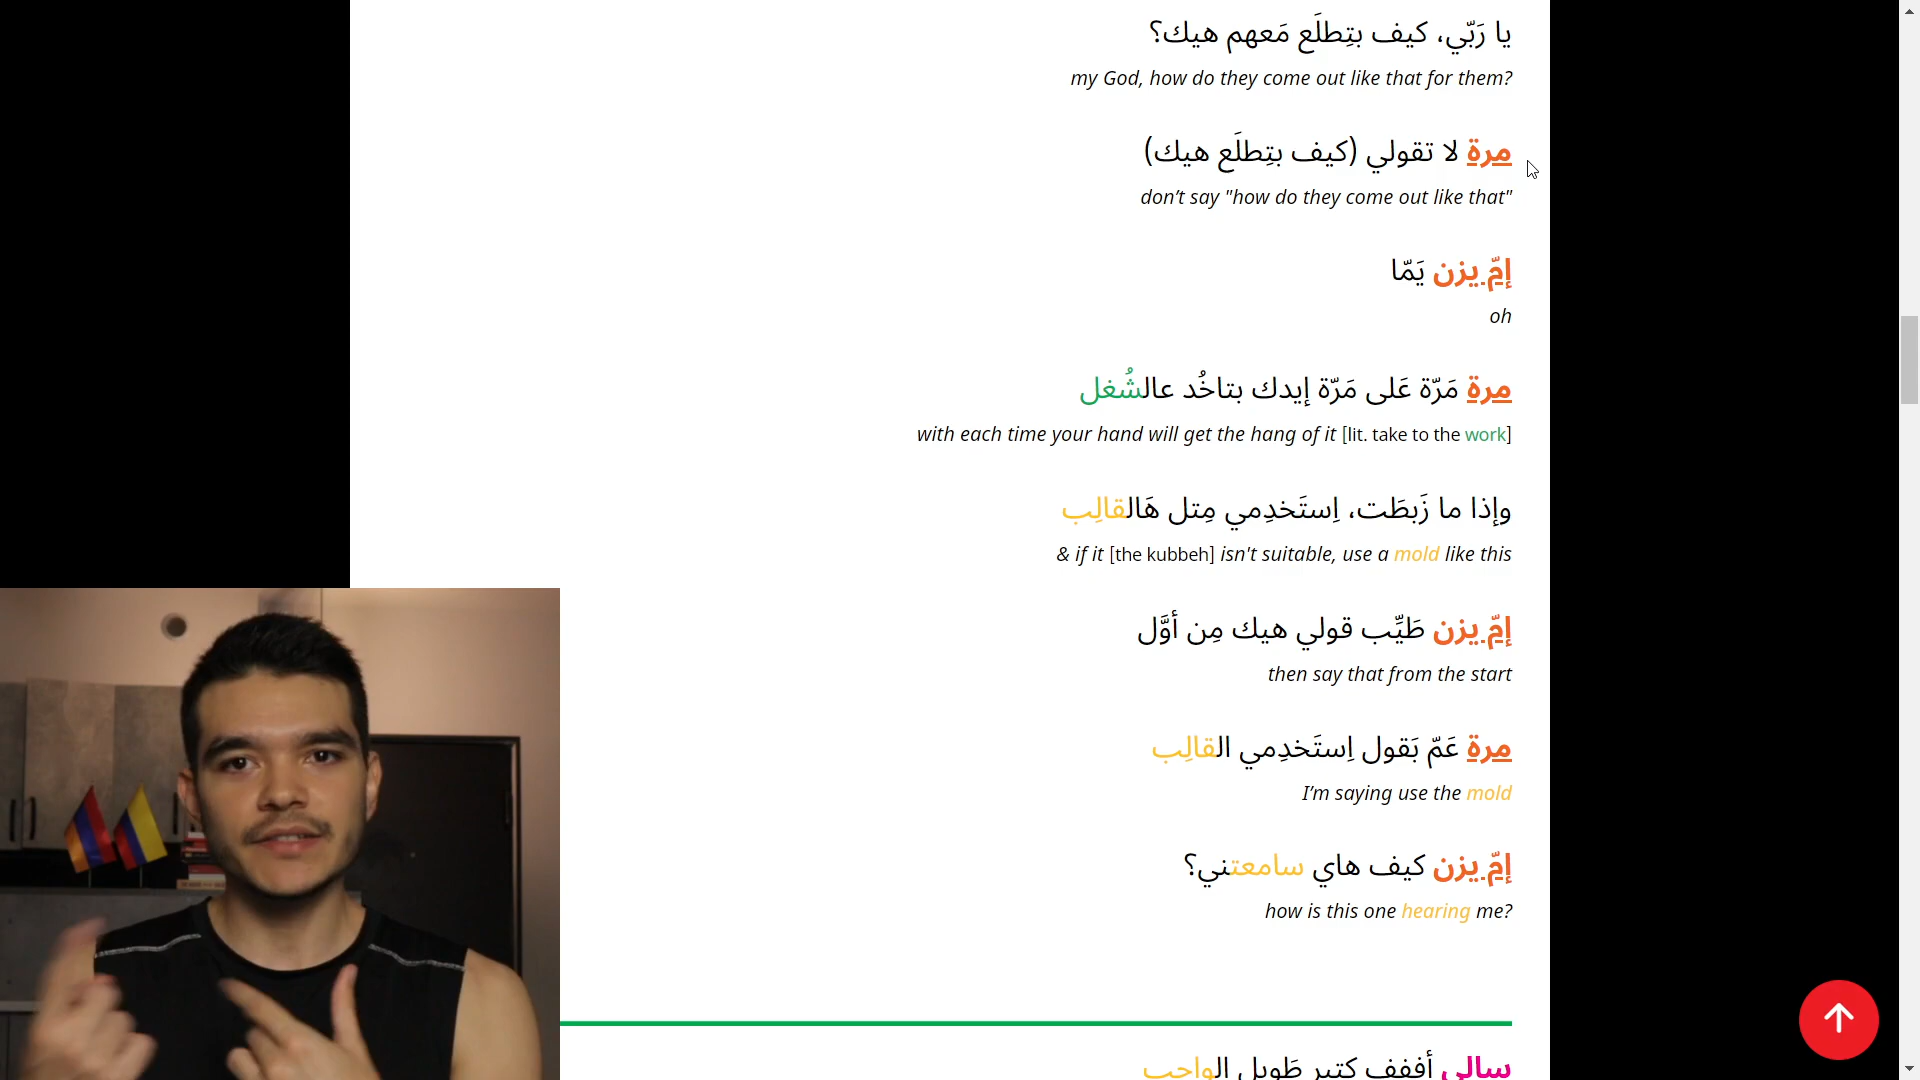 يا رَبّي، كيف بتِطلَع مَعهم هيك؟
my God, how do they come out like that for them?
مرة لا تقولي (كيف بتِطلَع هيك)
don't say "how do they come out like that"
إمّ يزن يَمّا
oh
مرة مَرّة عَلى مَرّة إيدك بتاخُد عالشُغل
with each time your hand will get the hang of it [lit. take to the work]
وإذا ما زَبطَت، اِستَخدِمي مِتل هَالقالِب
& if it [the kubbeh] isn't suitable, use a mold like this
إمّ يزن طَيِّب قولي هيك مِن أوَّل
then say that from the start
مرة عَمّ بَقول اِستَخدِمي القالِب
I'm saying use the mold
إمّ يزن كيف هاي سامعتني؟
how is this one hearing me?
سالي أففف كتير طَويل الواجب